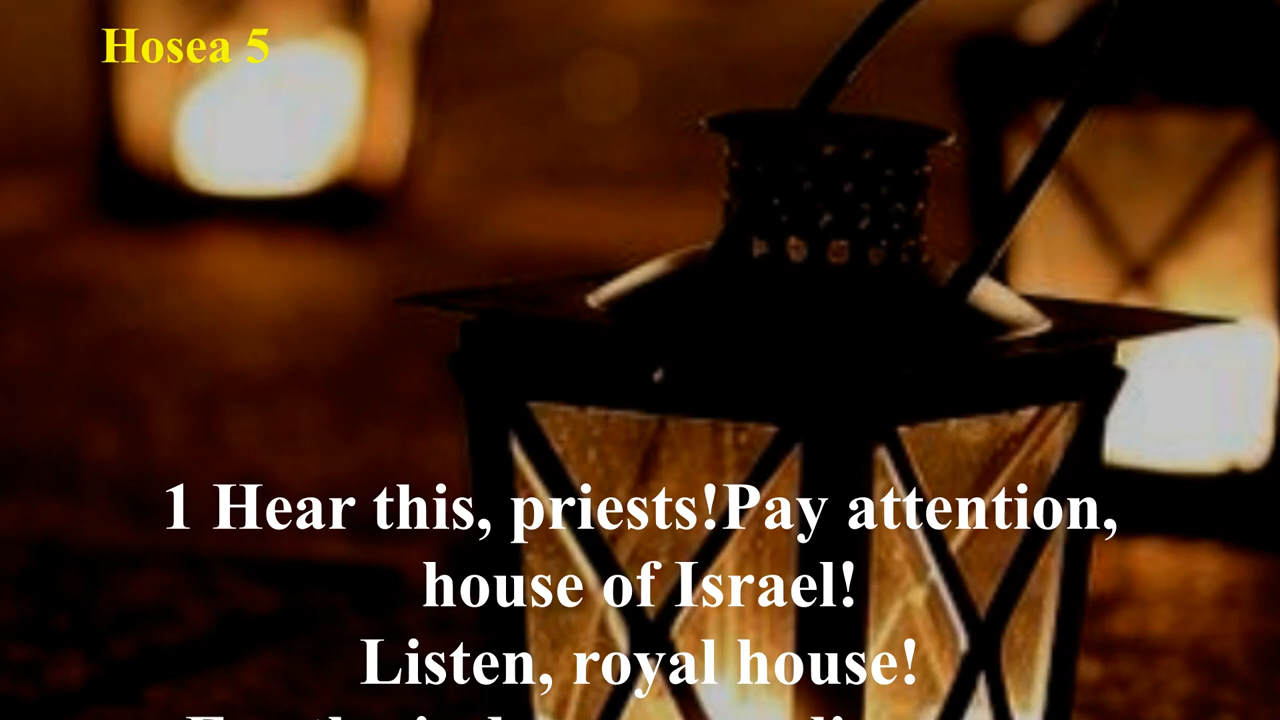 Hosea 5
1 Hear this, priests!Pay attention,
house of Israel!
Listen, royal house!